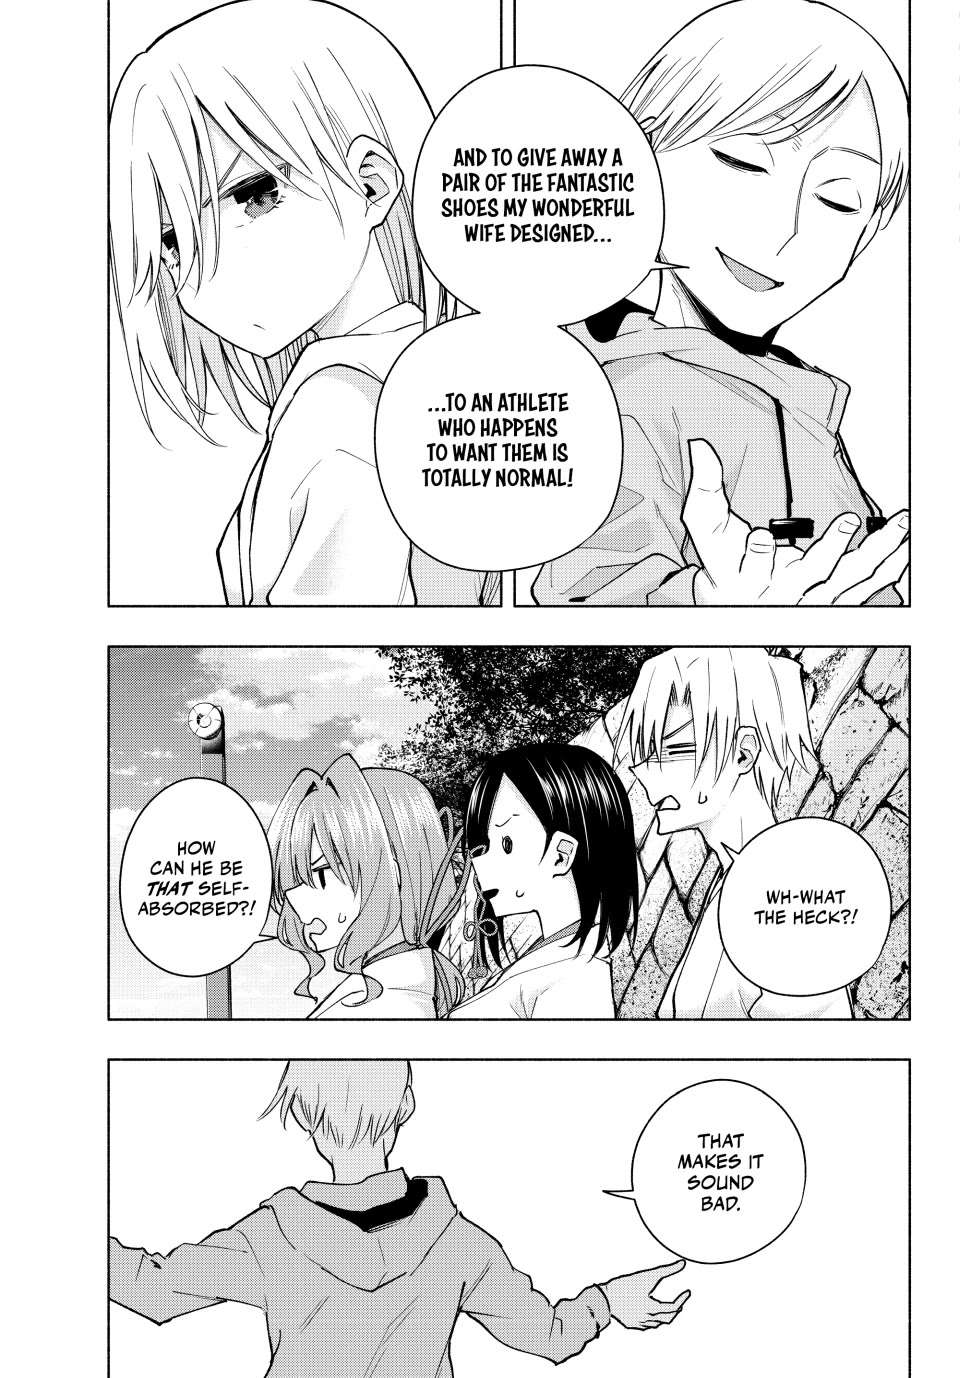 AND TO GIVE AWAY A
PAIR OF THE FANTASTIC
SHOES MY WONDERFUL
WIFE DESIGNED...
...TO AN ATHLETE
WHO HAPPENS
TO WANT THEM IS
TOTALLY NORMAL!
WH-WHAT
THE HECK?!
HOW
CAN HE BE
THAT SELF-
ABSORBED?!
THAT
MAKES IT
SOUND
BAD.